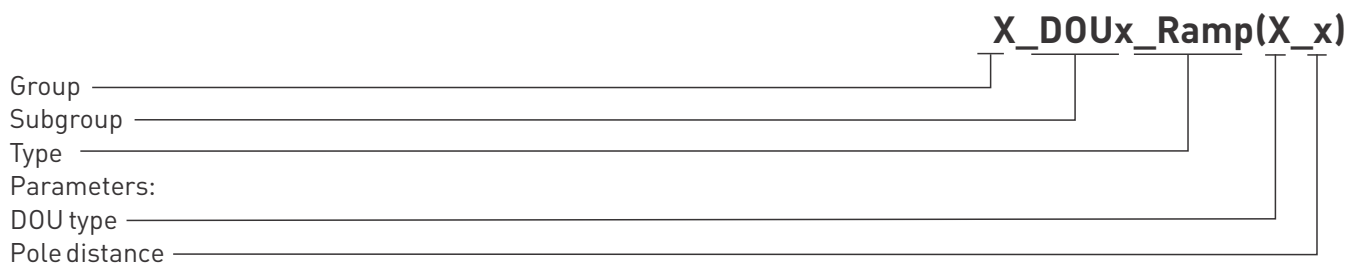 X_DOUx_Ramp(X_x)
Group
Subgroup
Type
Parameters:
DOU type
Pole distance